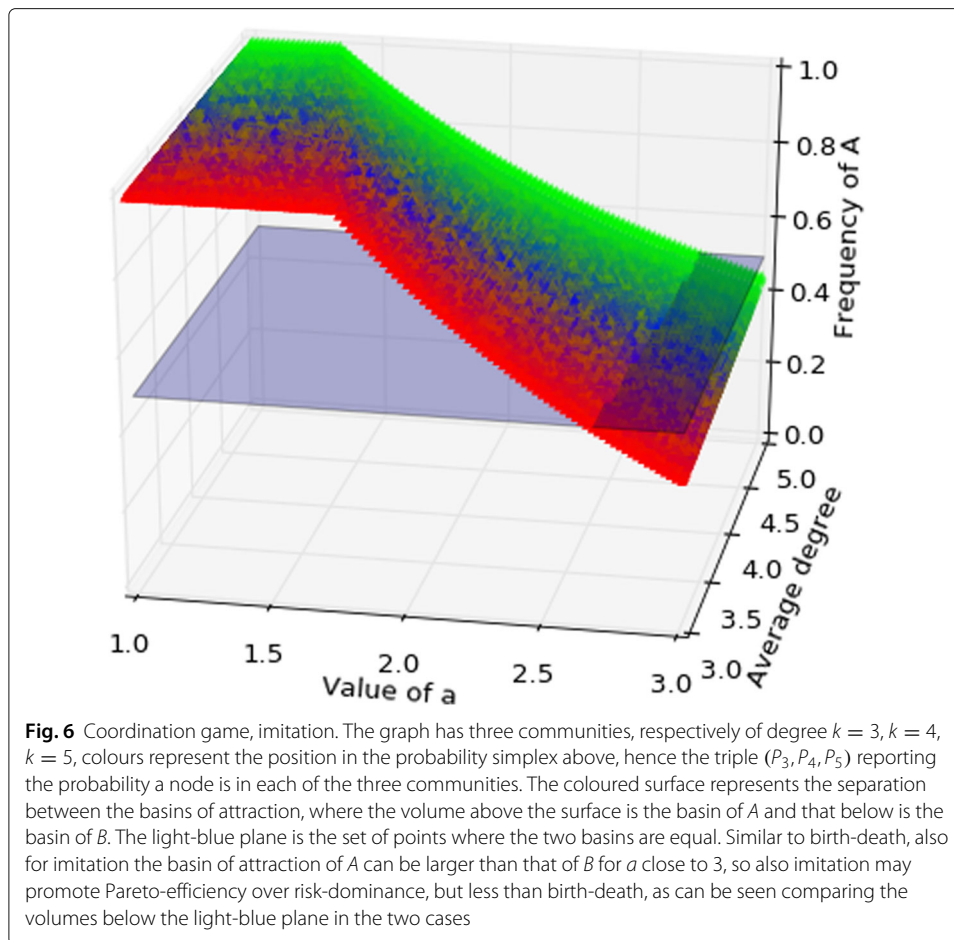 1.0
0.8
0.6
0.4
0.2
0.0
Frequency of A
5.0
4.5
4.0
3.5
3.0
Average degree
1.0
1.5
2.0
2.5
3.0
Value of a
Fig. 6 Coordination game, imitation. The graph has three communities, respectively of degree k = 3, k = 4,
k = 5, colours represent the position in the probability simplex above, hence the triple (P₃, P₄, P₅) reporting
the probability a node is in each of the three communities. The coloured surface represents the separation
between the basins of attraction, where the volume above the surface is the basin of A and that below is the
basin of B. The light-blue plane is the set of points where the two basins are equal. Similar to birth-death, also
for imitation the basin of attraction of A can be larger than that of B for a close to 3, so also imitation may
promote Pareto-efficiency over risk-dominance, but less than birth-death, as can be seen comparing the
volumes below the light-blue plane in the two cases